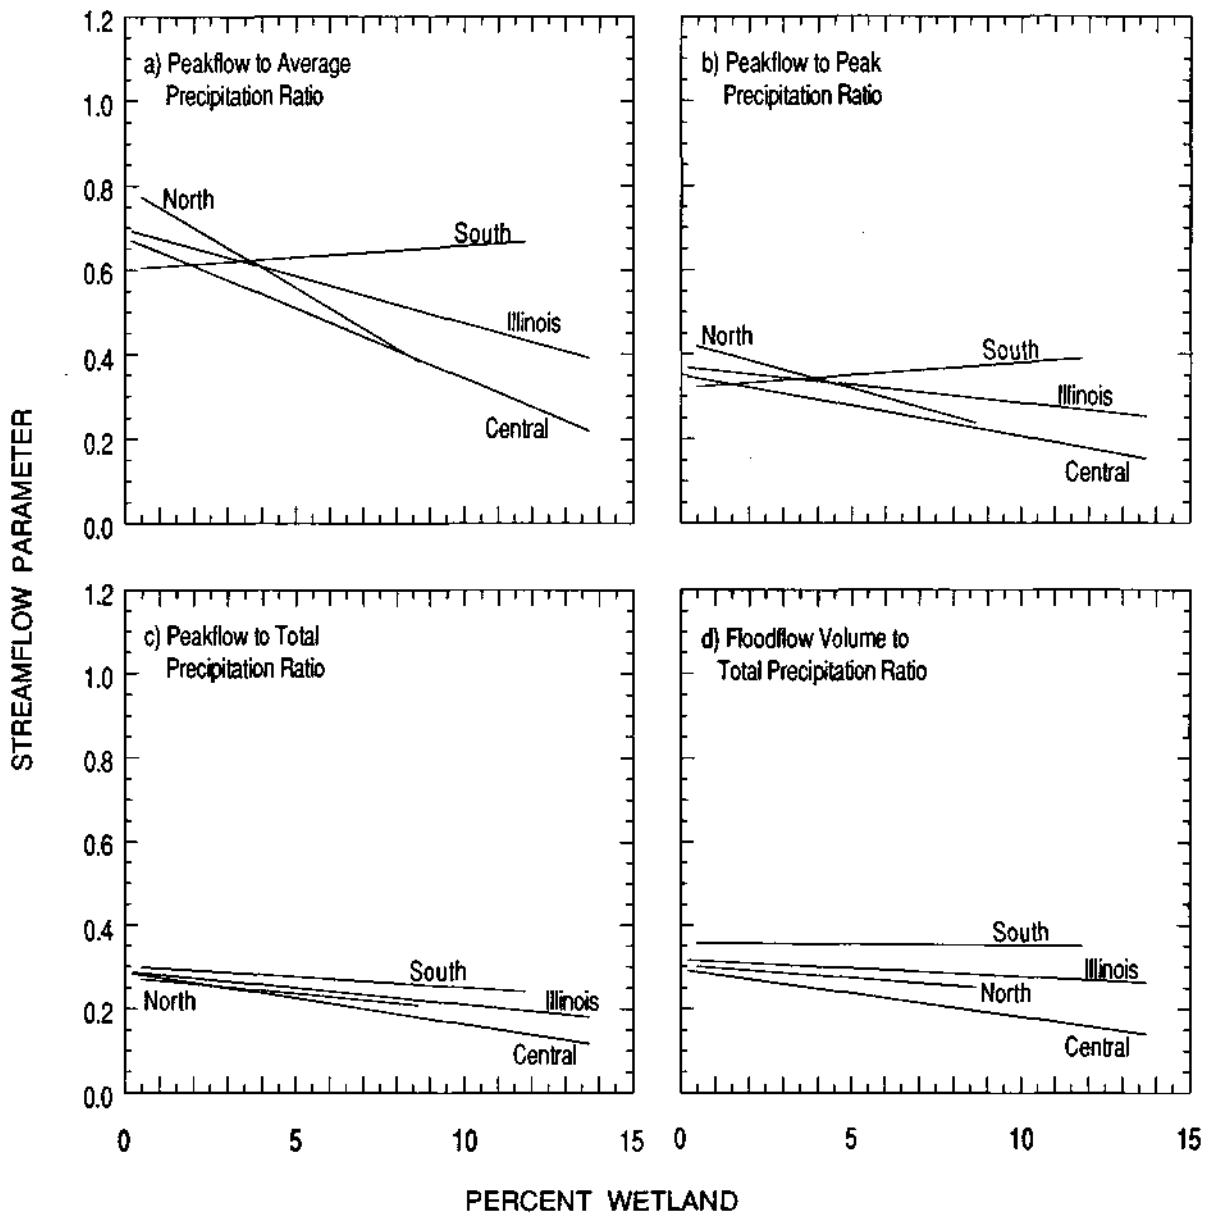 1.2
1.0
0.8
0.6
0.4
0.2
0.0
a) Peakflow to Average
Precipitation Ratio
North
South
Illinois
Central
b) Peakflow to Peak
Precipitation Ratio
North
South
Illinois
Central
STREAMFLOW PARAMETER
1.2
1.0
0.8
0.6
0.4
0.2
0.0
c) Peakflow to Total
Precipitation Ratio
South
North
Illinois
Central
d) Floodflow Volume to
Total Precipitation Ratio
South
Illinois
North
Central
0 5 10 15
0 5 10 15
PERCENT WETLAND